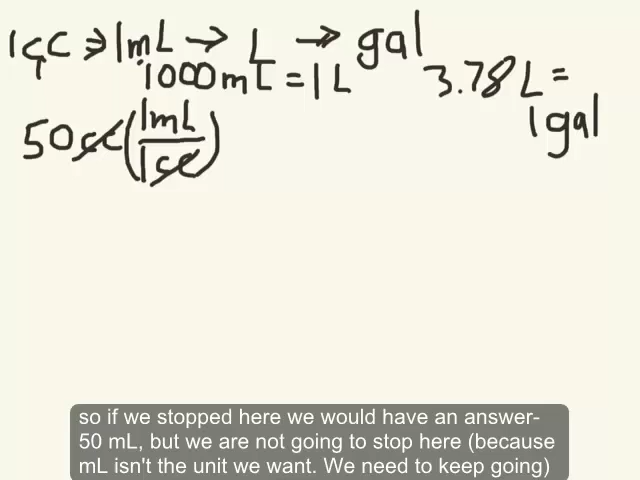 1cc → 1mL → L → gal
1000mL = 1L 3.78L =
1gal
50cc(1mL/1cc)
so if we stopped here we would have an answer-
50 mL, but we are not going to stop here (because
mL isn't the unit we want. We need to keep going)